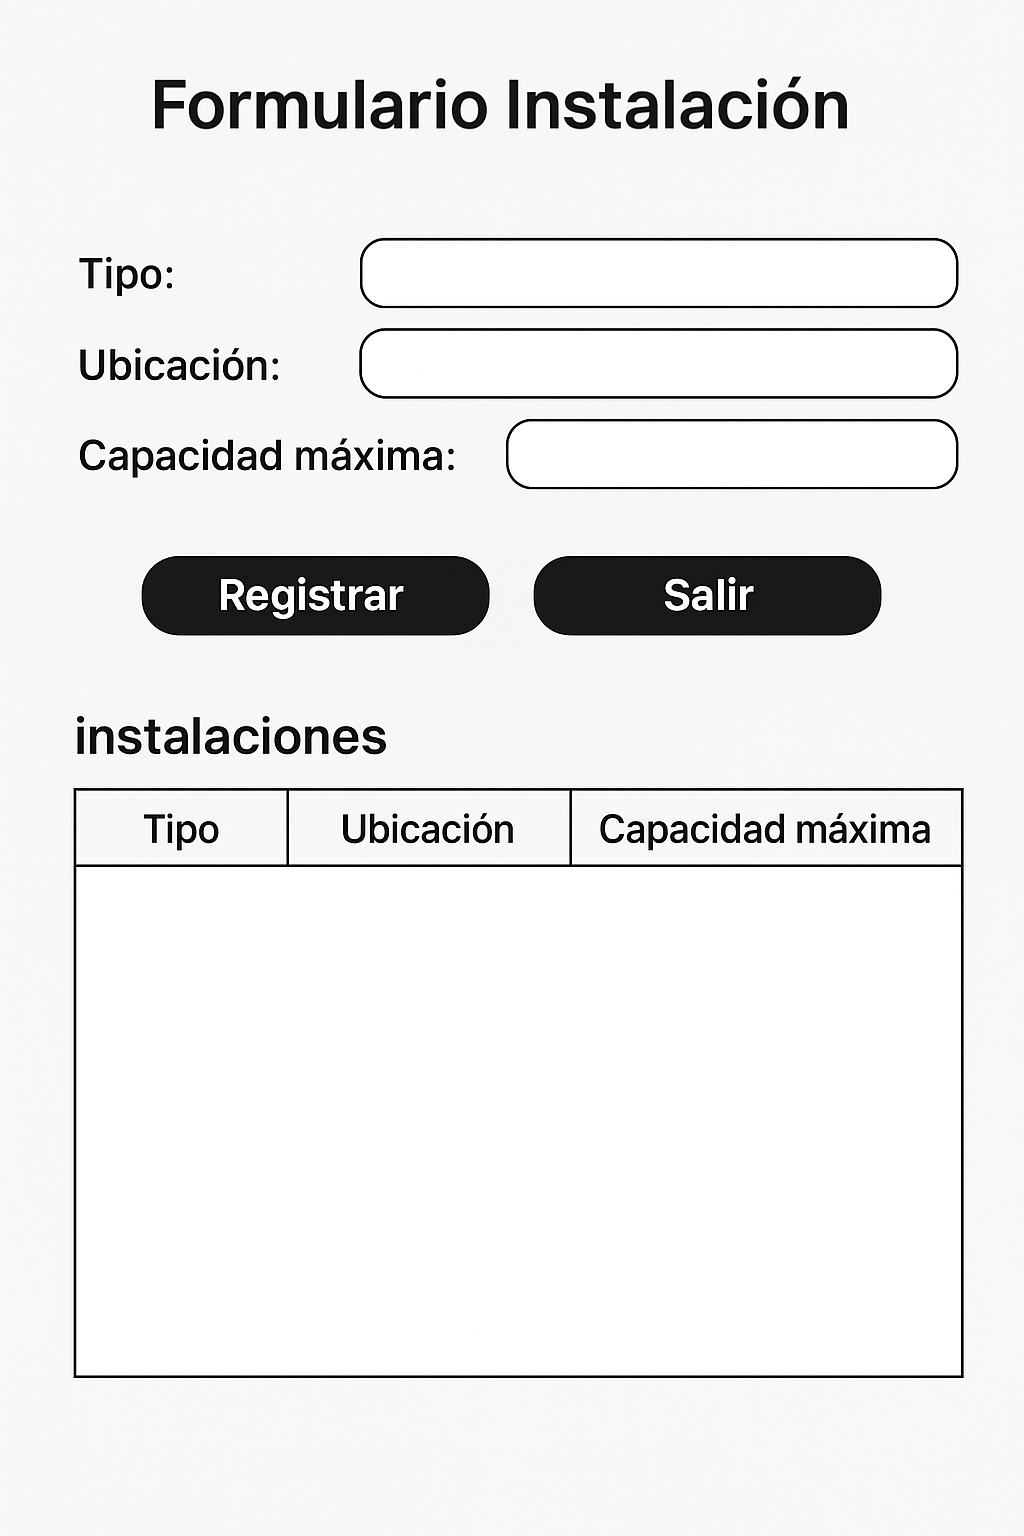 Formulario Instalación
Tipo:
Ubicación:
Capacidad máxima:
Registrar Salir
instalaciones
Tipo Ubicación Capacidad máxima